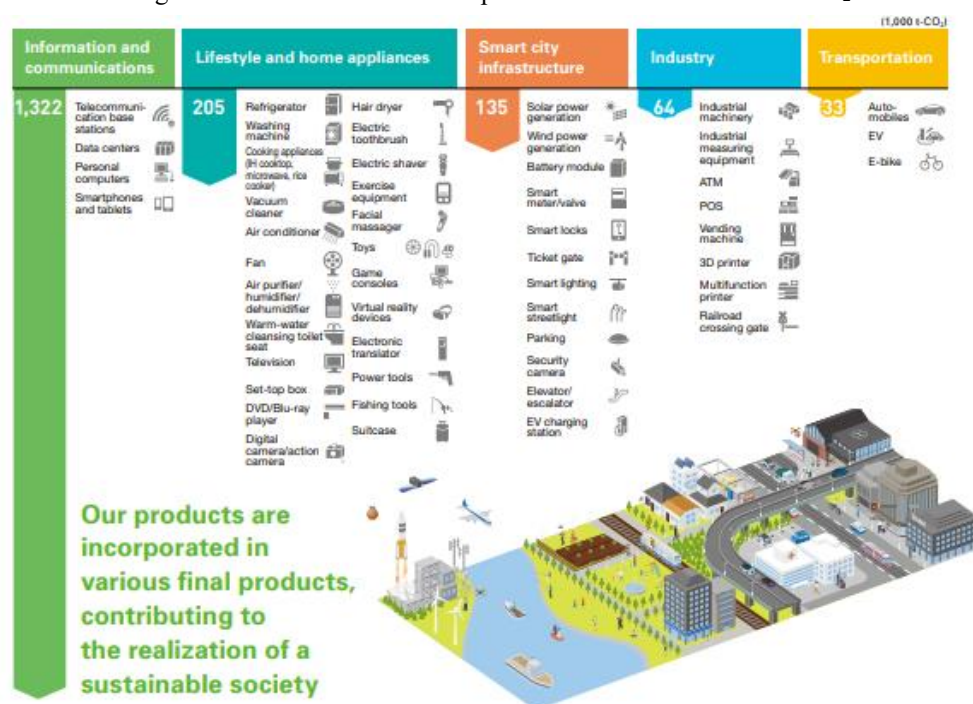 (1,000 t-CO₂)
Information and
communications
1,322
Telecommuni-
cation base
stations
Data centers
Personal
computers
Smartphones
and tablets
Lifestyle and home appliances
205
Refrigerator
Washing
machine
Cooking appliances
(IH cooktop,
microwave, rice
cooker)
Vacuum
cleaner
Air conditioner
Fan
Air purifier/
humidifier/
dehumidifier
Warm-water
cleansing toilet
seat
Television
Set-top box
DVD/Blu-ray
player
Digital
camera/action
camera
Hair dryer
Electric
toothbrush
Electric shaver
Exercise
equipment
Facial
massager
Toys
Game
consoles
Virtual reality
devices
Electronic
translator
Power tools
Fishing tools
Suitcase
Smart city
infrastructure
135
Solar power
generation
Wind power
generation
Battery module
Smart
meter/valve
Smart locks
Ticket gate
Smart lighting
Smart
streetlight
Parking
Security
camera
Elevator/
escalator
EV charging
station
Industry
64
Industrial
machinery
Industrial
measuring
equipment
ATM
POS
Vending
machine
3D printer
Multifunction
printer
Railroad
crossing gate
Transportation
33
Auto-
mobiles
EV
E-bike
Our products are
incorporated in
various final products,
contributing to
the realization of a
sustainable society